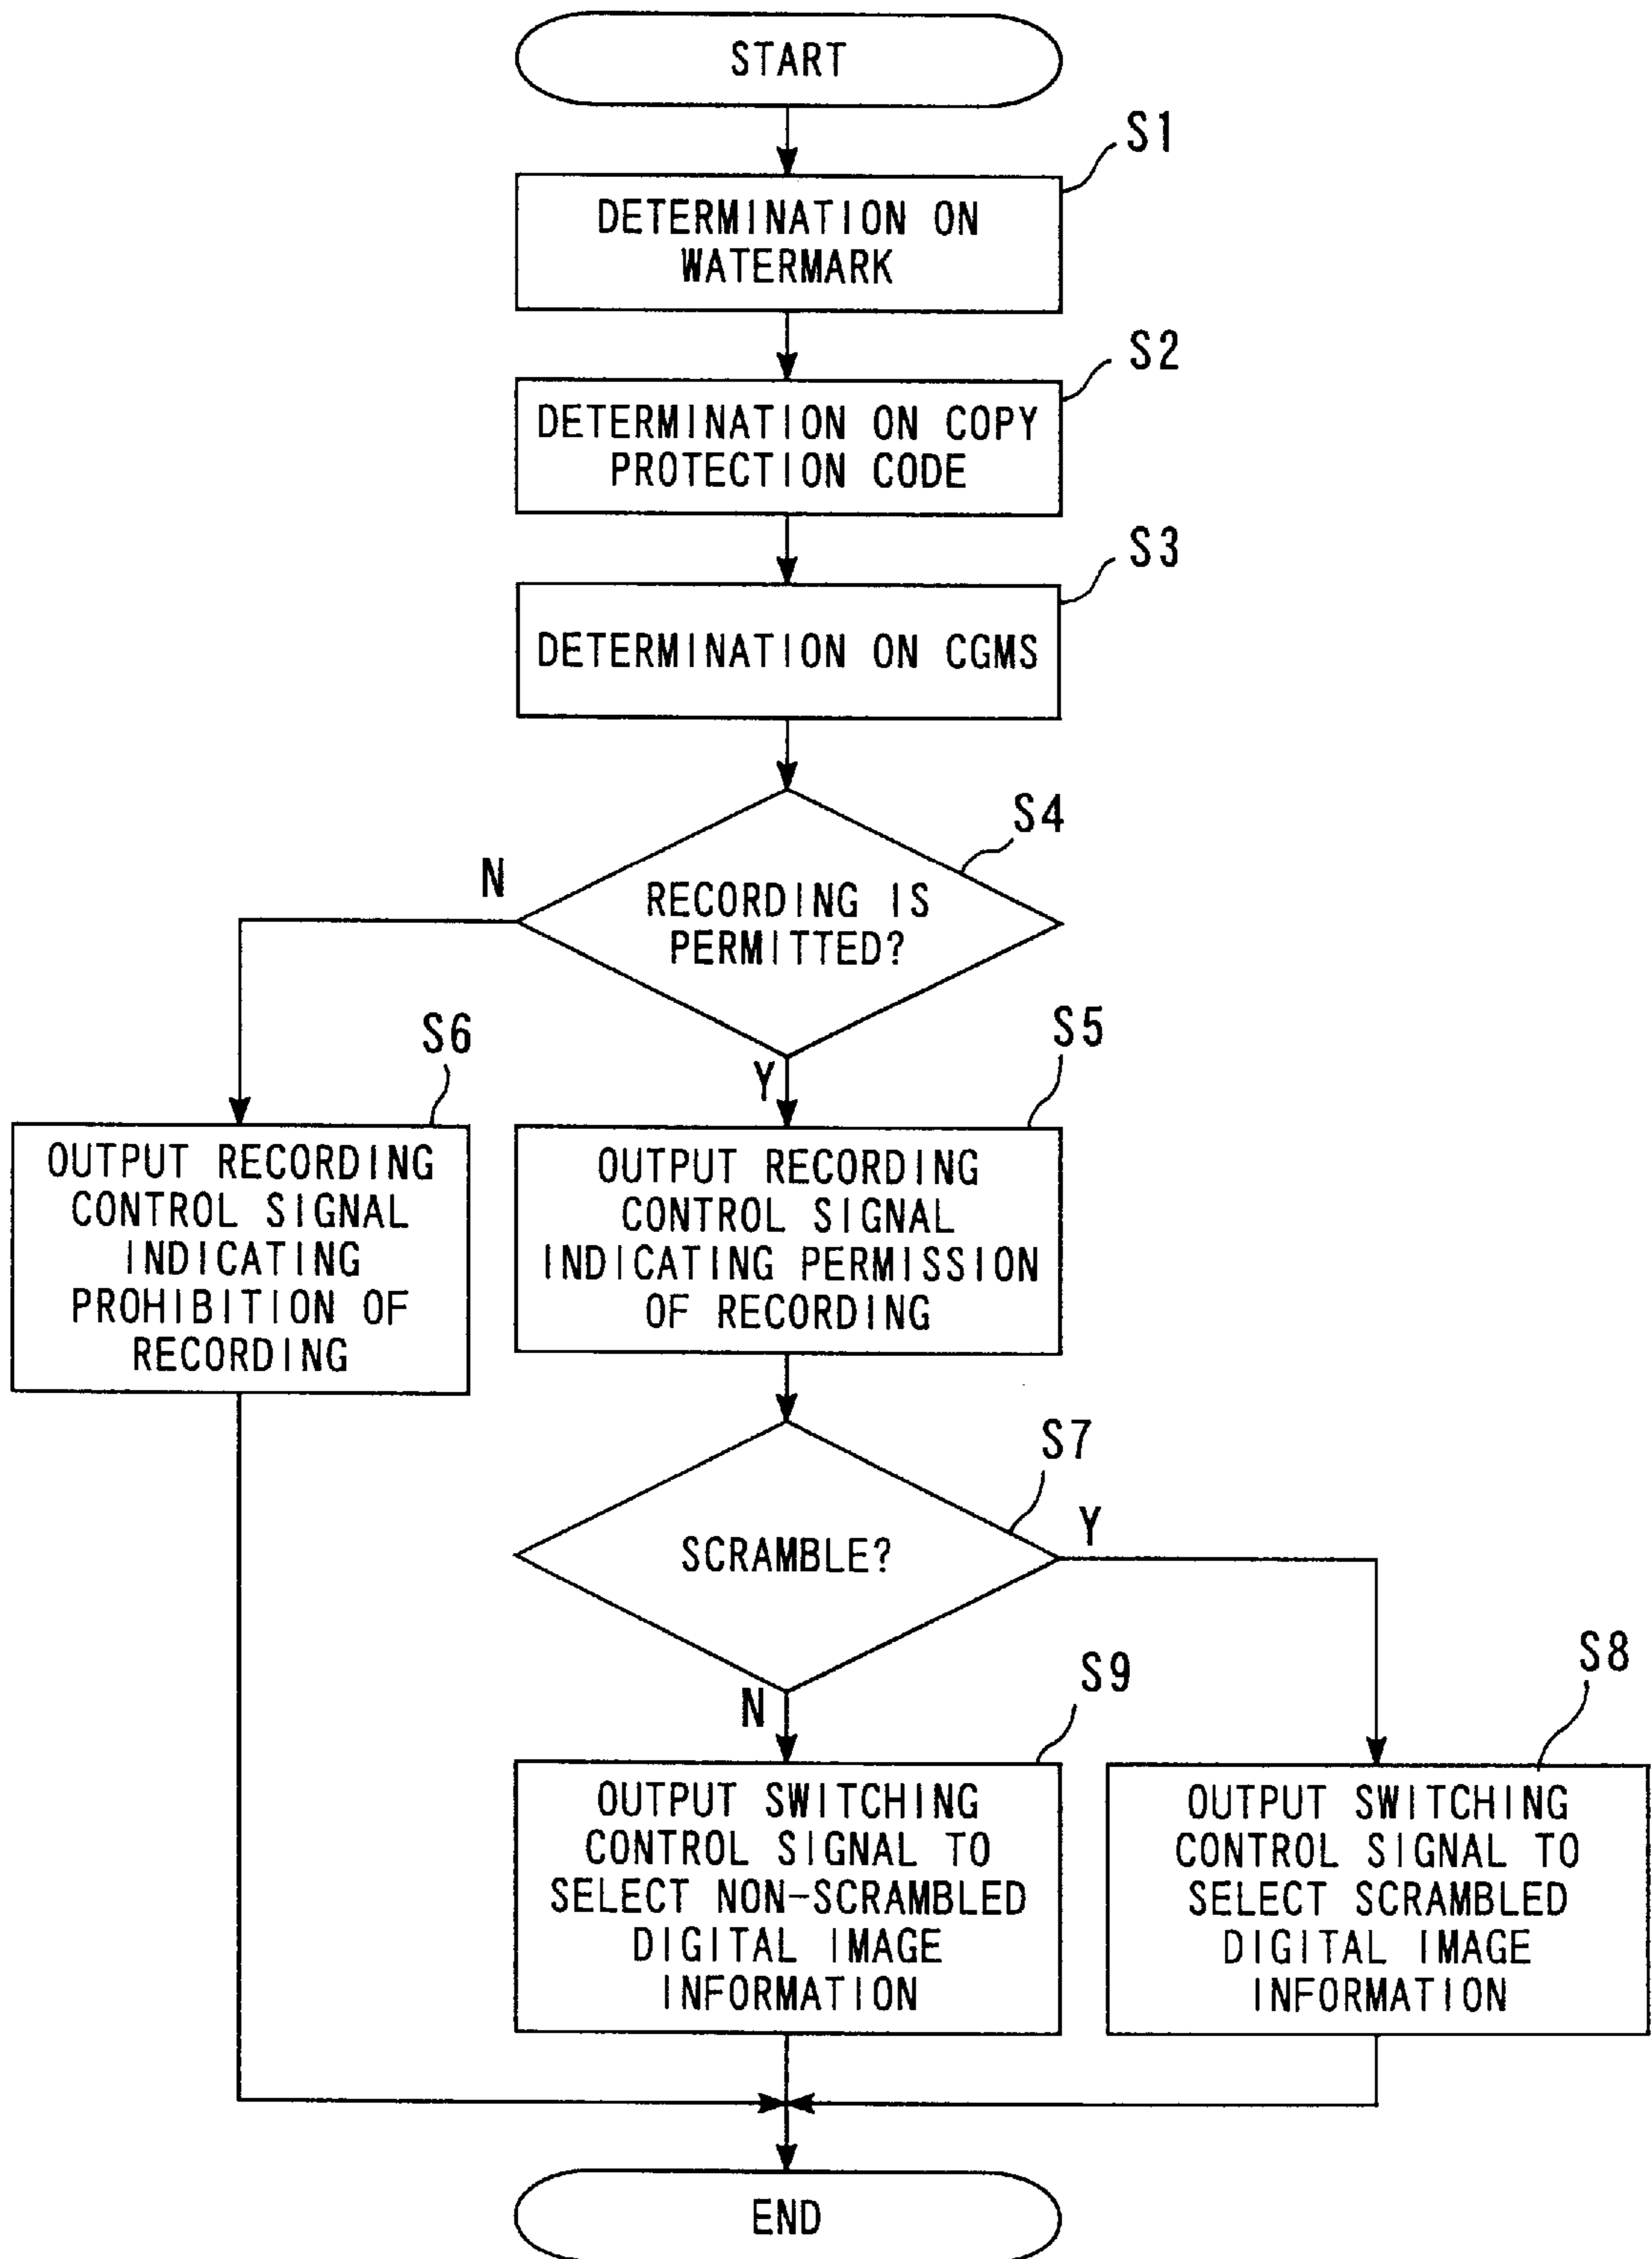 START
S1
DETERMINATION ON
WATERMARK
S2
DETERMINATION ON COPY
PROTECTION CODE
S3
DETERMINATION ON CGMS
S4
N
RECORDING IS
PERMITTED?
Y
S6
OUTPUT RECORDING
CONTROL SIGNAL
INDICATING
PROHIBITION OF
RECORDING
S5
OUTPUT RECORDING
CONTROL SIGNAL
INDICATING PERMISSION
OF RECORDING
S7
SCRAMBLE?
Y
N
S9
OUTPUT SWITCHING
CONTROL SIGNAL TO
SELECT NON-SCRAMBLED
DIGITAL IMAGE
INFORMATION
S8
OUTPUT SWITCHING
CONTROL SIGNAL TO
SELECT SCRAMBLED
DIGITAL IMAGE
INFORMATION
END